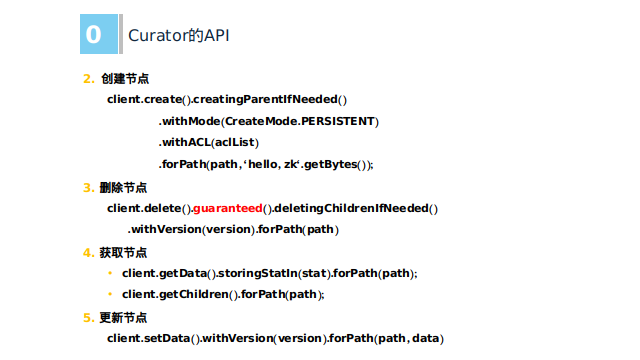 0
Curator的API
2. 创建节点
client.create().creatingParentIfNeeded()
.withMode(CreateMode.PERSISTENT)
.withACL(aclList)
.forPath(path,‘hello, zk‘.getBytes());
3. 删除节点
client.delete().guaranteed().deletingChildrenIfNeeded()
.withVersion(version).forPath(path)
4. 获取节点
• client.getData().storingStatIn(stat).forPath(path);
• client.getChildren().forPath(path);
5. 更新节点
client.setData().withVersion(version).forPath(path, data)